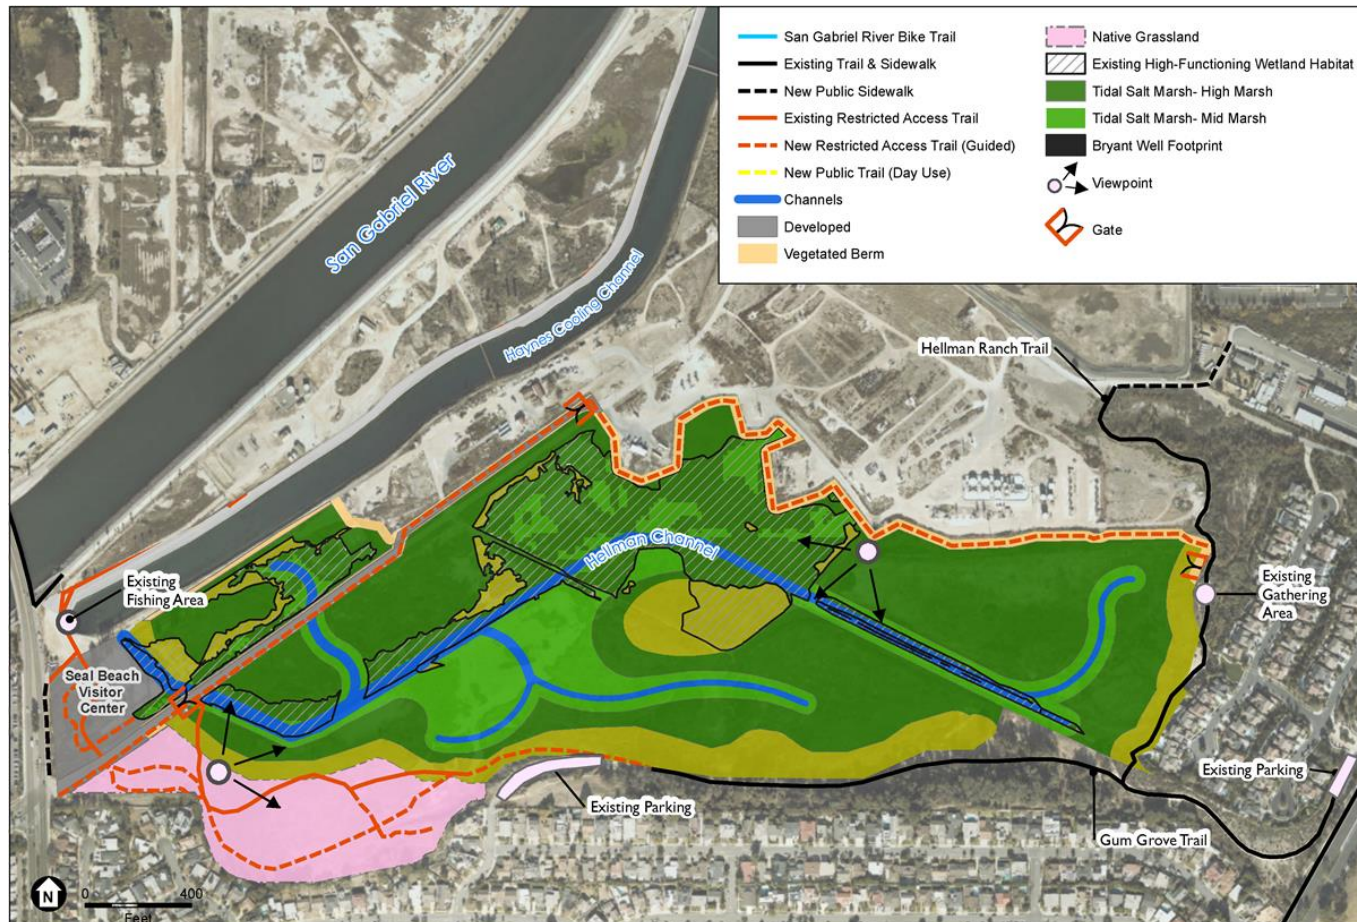 San Gabriel River Bike Trail
Existing Trail & Sidewalk
New Public Sidewalk
Existing Restricted Access Trail
New Restricted Access Trail (Guided)
New Public Trail (Day Use)
Channels
Developed
Vegetated Berm
Native Grassland
Existing High-Functioning Wetland Habitat
Tidal Salt Marsh- High Marsh
Tidal Salt Marsh- Mid Marsh
Bryant Well Footprint
Viewpoint
Gate
San Gabriel River
Haynes Cooling Channel
Hellman Ranch Trail
Hellman Channel
Existing
Fishing Area
Existing
Gathering
Area
Seal Beach
Visitor
Center
Existing Parking
Existing Parking
Gum Grove Trail
N
0
400
Feet